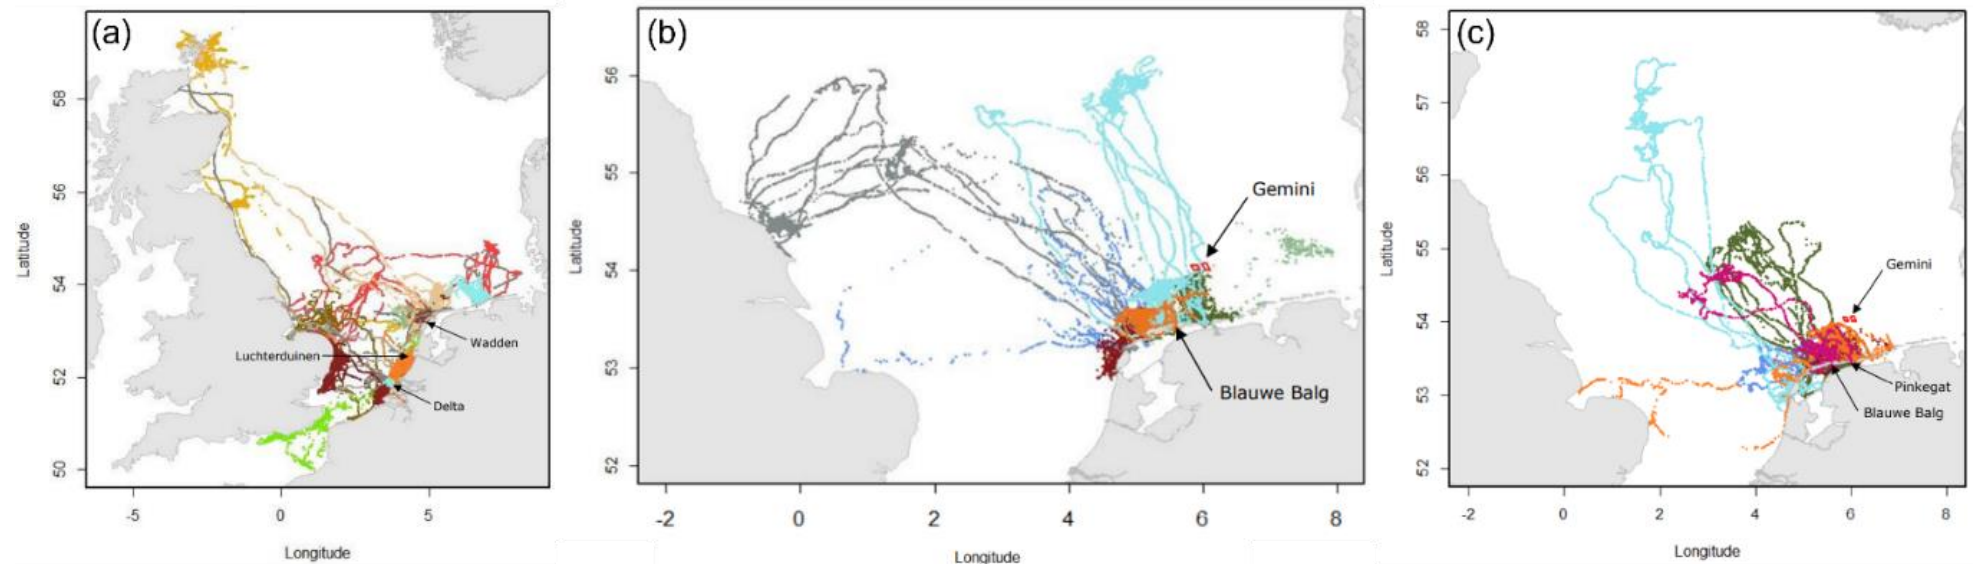 (a)
58
56
54
52
50
Latitude
-5
0
5
Longitude
Luchterduinen
Wadden
Delta
(b)
56
55
54
53
52
Latitude
-2
0
2
4
6
8
Longitude
Gemini
Blauwe Balg
(c)
58
57
56
55
54
53
52
Latitude
-2
0
2
4
6
8
Longitude
Gemini
Pinkegat
Blauwe Balg